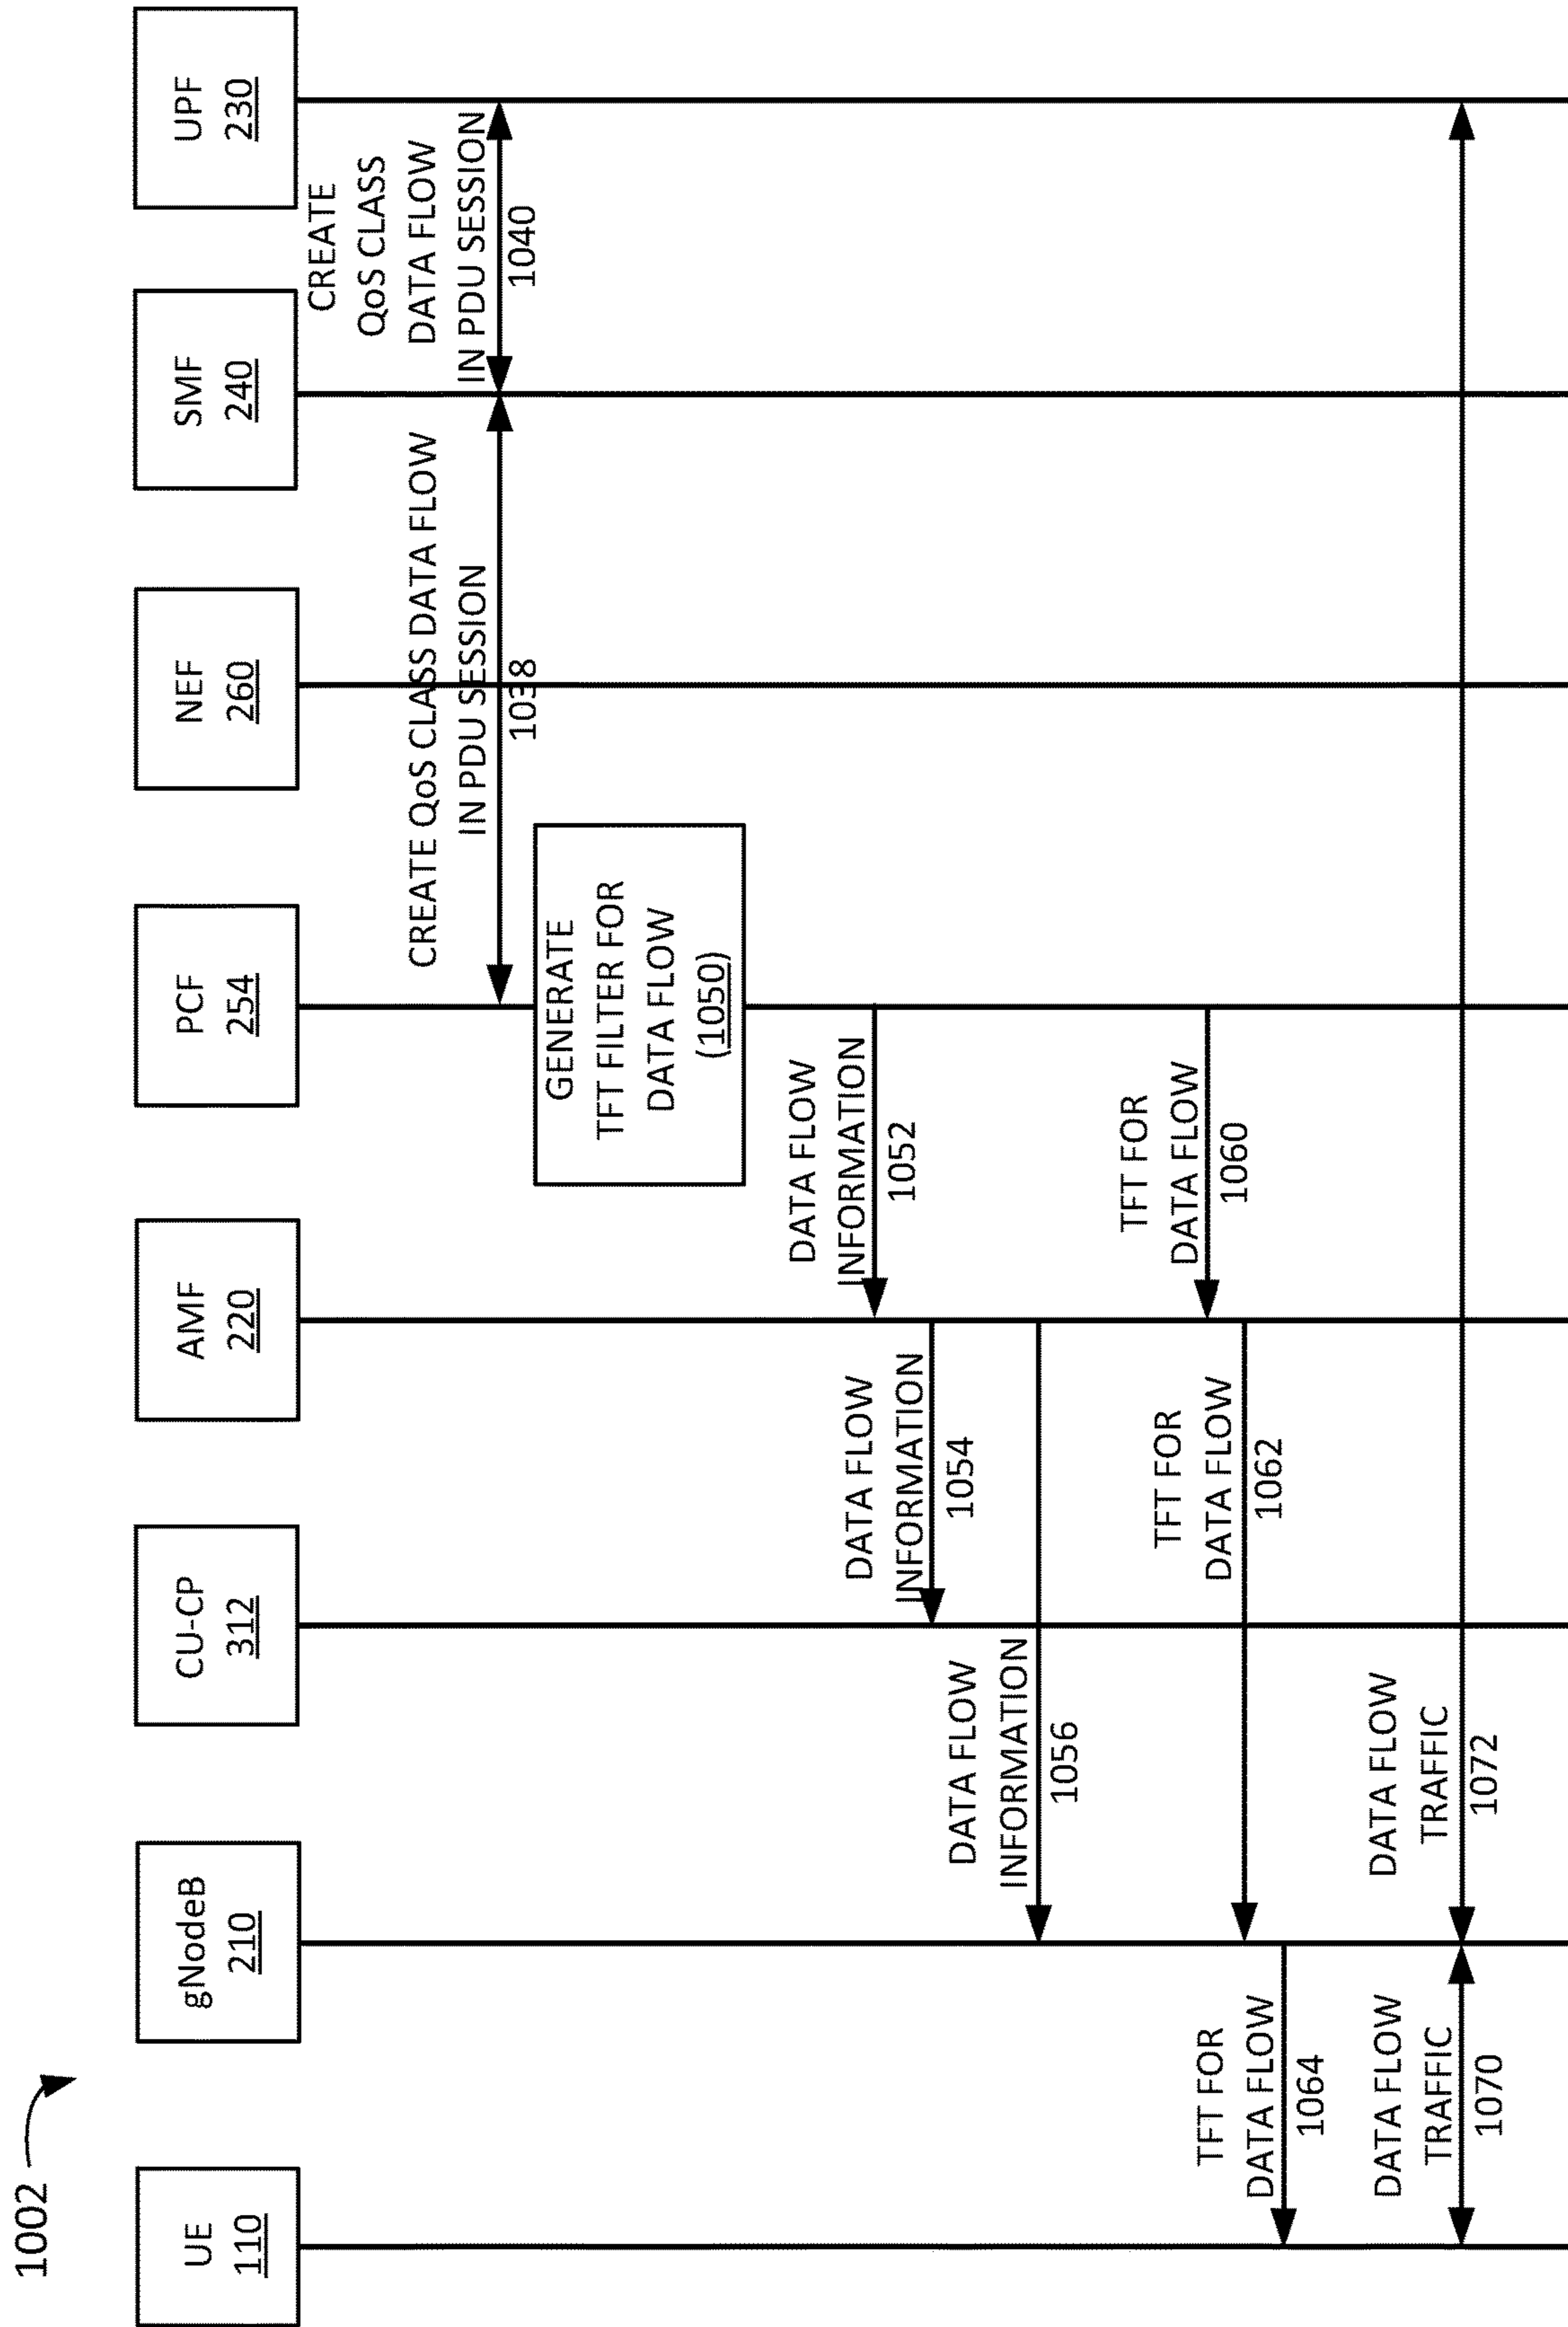 1002
UE
110
gNodeB
210
CU-CP
312
AMF
220
PCF
254
NEF
260
SMF
240
UPF
230
CREATE QoS CLASS DATA FLOW
IN PDU SESSION
1038
CREATE
QoS CLASS
DATA FLOW
IN PDU SESSION
1040
GENERATE
TFT FILTER FOR
DATA FLOW
(1050)
DATA FLOW
INFORMATION
1052
DATA FLOW
INFORMATION
1054
DATA FLOW
INFORMATION
1056
TFT FOR
DATA FLOW
1060
TFT FOR
DATA FLOW
1062
TFT FOR
DATA FLOW
1064
DATA FLOW
TRAFFIC
1070
DATA FLOW
TRAFFIC
1072